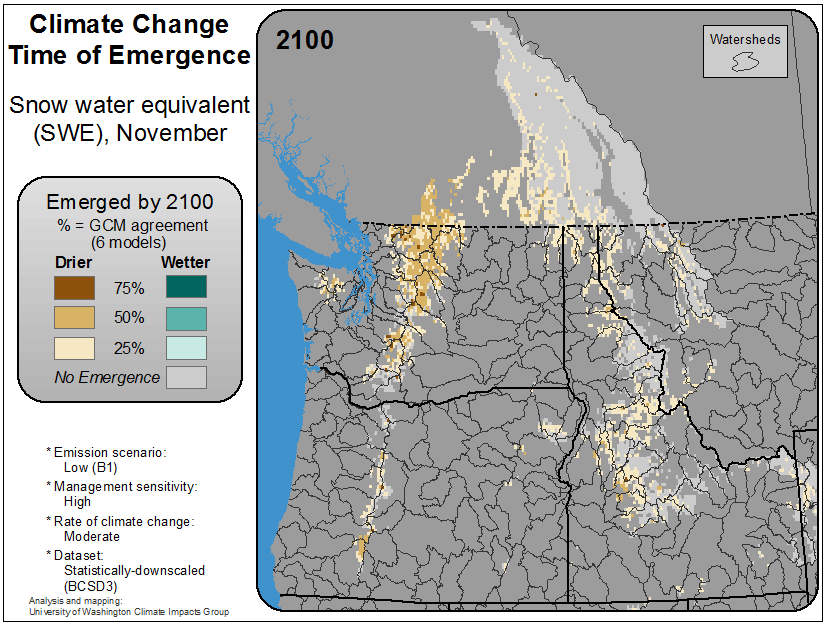 Climate Change
Time of Emergence
Snow water equivalent
(SWE), November
Emerged by 2100
% = GCM agreement
(6 models)
Drier Wetter
75%
50%
25%
No Emergence
* Emission scenario:
Low (B1)
* Management sensitivity:
High
* Rate of climate change:
Moderate
* Dataset:
Statistically-downscaled
(BCSD3)
Analysis and mapping:
University of Washington Climate Impacts Group
2100
Watersheds